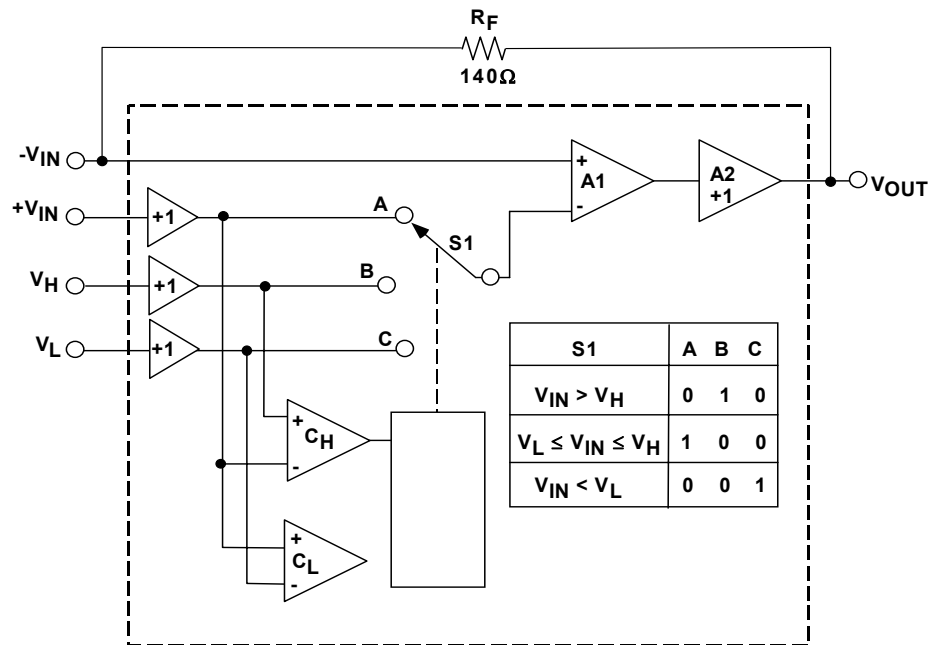 RF
140Ω
-VIN
+
A1
-
A2
+1
VOUT
+VIN
+1
A
S1
VH
+1
B
VL
+1
C
+
CH
-
+
CL
-
S1 A B C
VIN > VH 0 1 0
VL ≤ VIN ≤ VH 1 0 0
VIN < VL 0 0 1